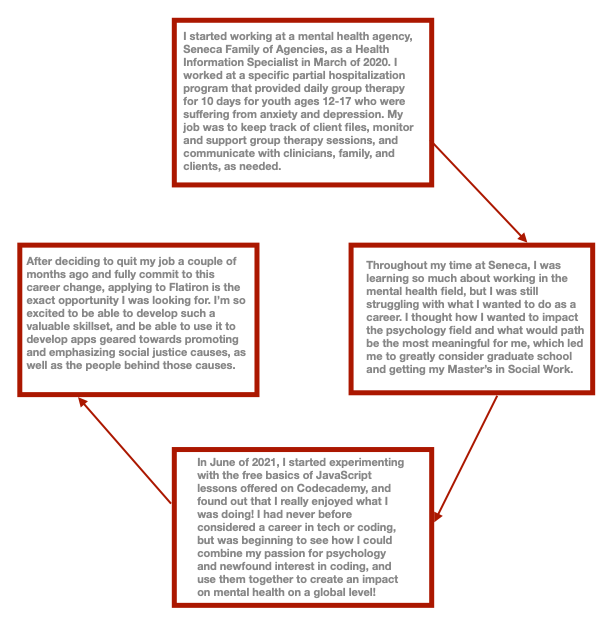 I started working at a mental health agency,
Seneca Family of Agencies, as a Health
Information Specialist in March of 2020. I
worked at a specific partial hospitalization
program that provided daily group therapy
for 10 days for youth ages 12-17 who were
suffering from anxiety and depression. My
job was to keep track of client files, monitor
and support group therapy sessions, and
communicate with clinicians, family, and
clients, as needed.
Throughout my time at Seneca, I was
learning so much about working in the
mental health field, but I was still
struggling with what I wanted to do as a
career. I thought how I wanted to impact
the psychology field and what would path
be the most meaningful for me, which led
me to greatly consider graduate school
and getting my Master's in Social Work.
In June of 2021, I started experimenting
with the free basics of JavaScript
lessons offered on Codecademy, and
found out that I really enjoyed what I
was doing! I had never before
considered a career in tech or coding,
but was beginning to see how I could
combine my passion for psychology
and newfound interest in coding, and
use them together to create an impact
on mental health on a global level!
After deciding to quit my job a couple of
months ago and fully commit to this
career change, applying to Flatiron is the
exact opportunity I was looking for. I'm so
excited to be able to develop such a
valuable skillset, and be able to use it to
develop apps geared towards promoting
and emphasizing social justice causes, as
well as the people behind those causes.